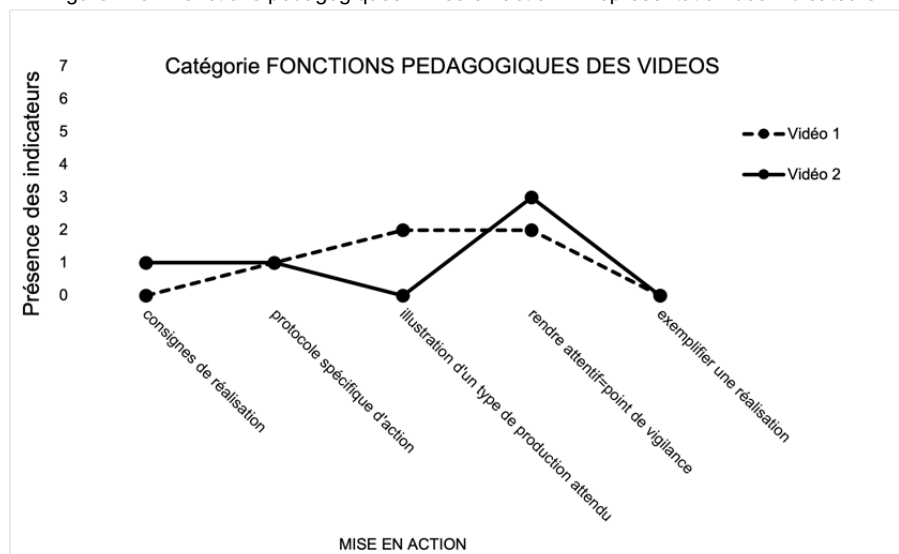 Catégorie FONCTIONS PEDAGOGIQUES DES VIDEOS
Présence des indicateurs
7
6
5
4
3
2
1
0
Vidéo 1
Vidéo 2
consignes de réalisation
protocole spécifique d'action
illustration d'un type de production attendu
rendre attentif=point de vigilance
exemplifier une réalisation
MISE EN ACTION